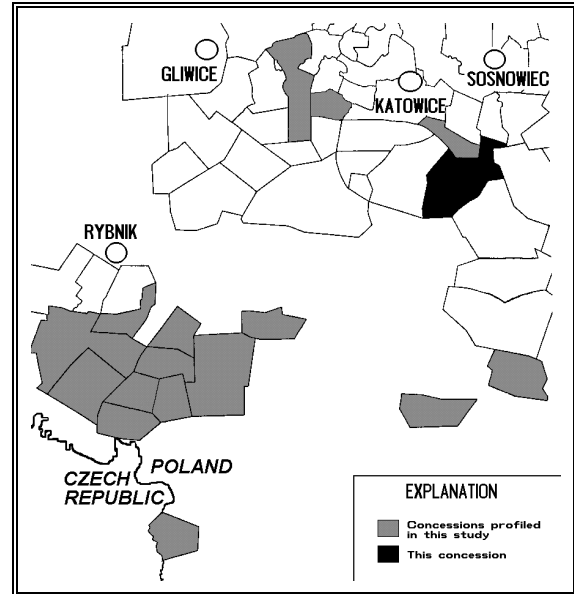 GLIWICE
SOSNOWIEC
KATOWICE
RYBNIK
POLAND
CZECH
REPUBLIC
EXPLANATION
Concessions profiled
in this study
This concession